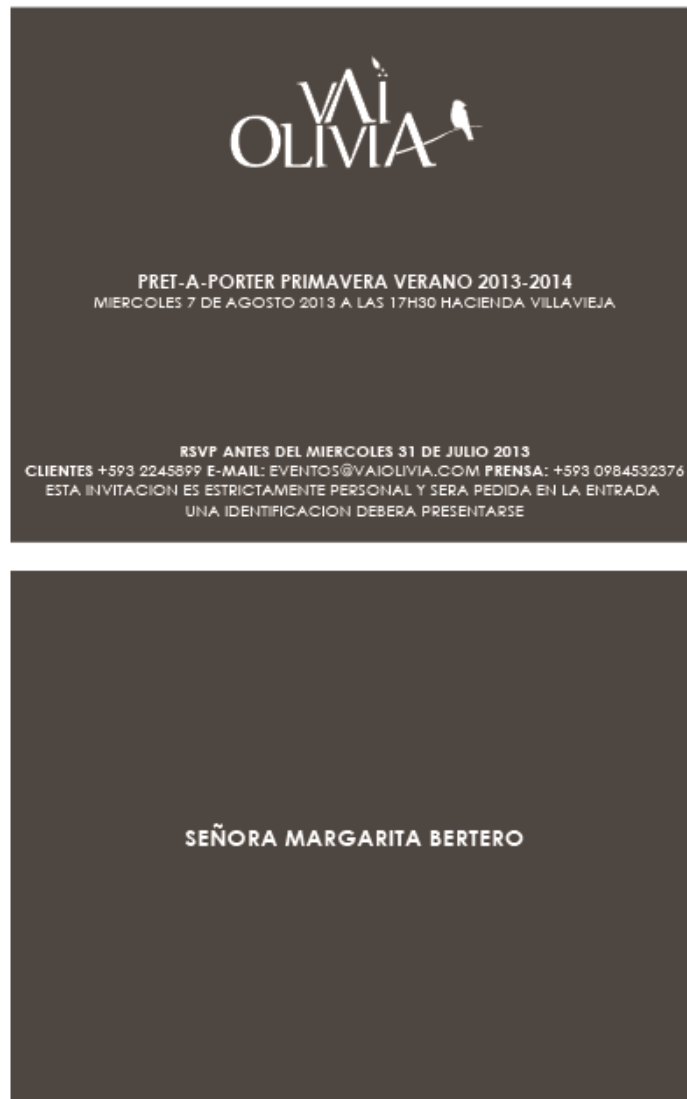 VAI
OLIVIA
PRET-A-PORTER PRIMAVERA VERANO 2013-2014
MIERCOLES 7 DE AGOSTO 2013 A LAS 17H30 HACIENDA VILLAVIEJA
RSVP ANTES DEL MIERCOLES 31 DE JULIO 2013
CLIENTES +593 2245899 E-MAIL: EVENTOS@VAIOLIVIA.COM PRENSA: +593 0984532376
ESTA INVITACION ES ESTRICTAMENTE PERSONAL Y SERA PEDIDA EN LA ENTRADA
UNA IDENTIFICACION DEBERA PRESENTARSE
SEÑORA MARGARITA BERTERO